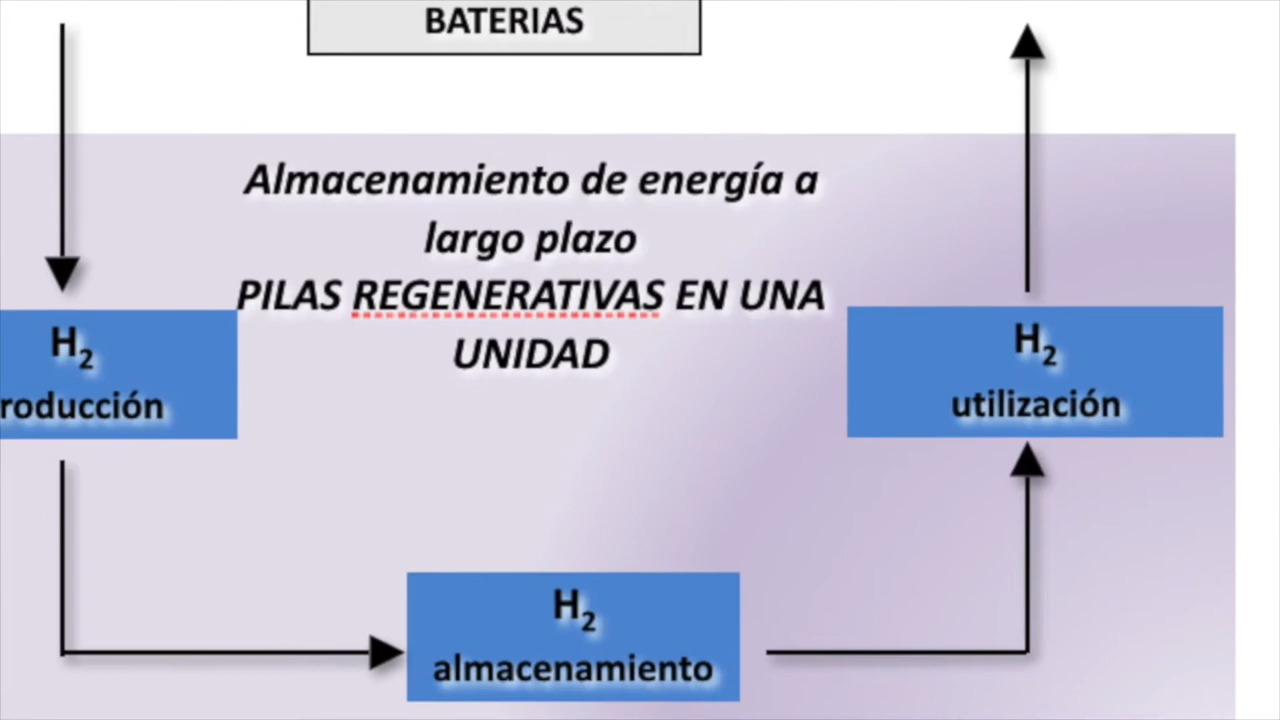 BATERIAS
Almacenamiento de energía a
largo plazo
PILAS REGENERATIVAS EN UNA
UNIDAD
H₂
roducción
H₂
utilización
H₂
almacenamiento